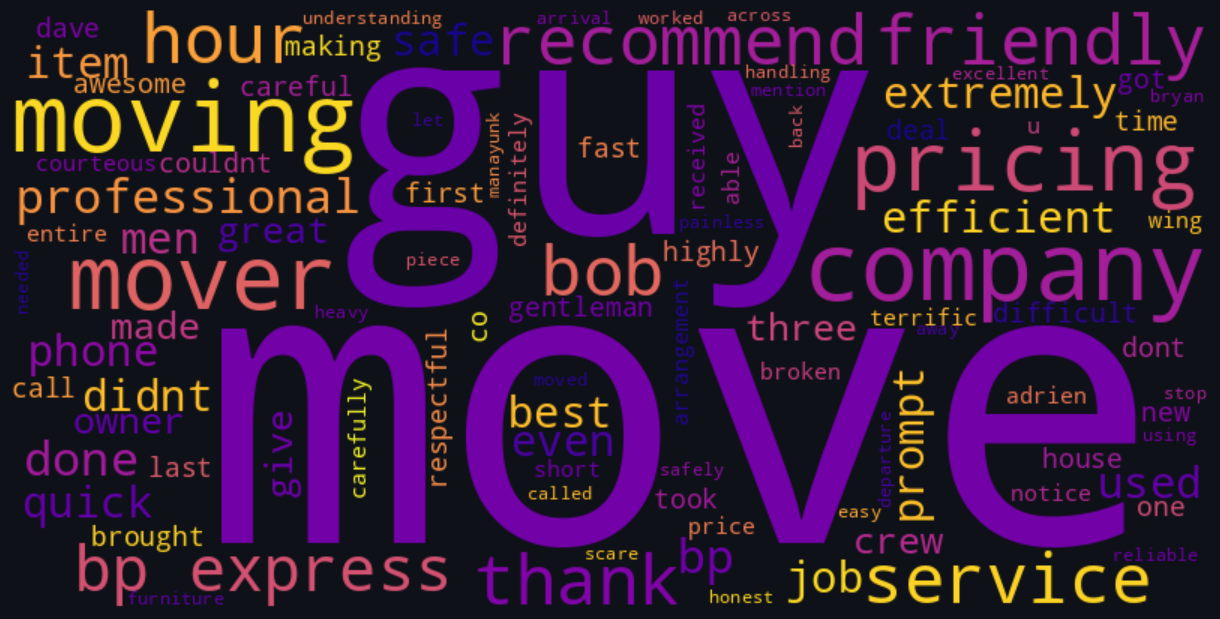 dave
hour
understanding
making
safe
recommend
arrival
worked
across
friendly
item
awesome
careful
handling
mention
excellent
got
bryan
moving
guy
let
fast
manayunk
definitely
received
able
back
extremely
time
deal
u
courteous
couldnt
pricing
professional
first
painless
efficient
wing
entire
men
great
piece
bob
highly
company
needed
mover
heavy
gentleman
arrangement
co
made
three
terrific
away
difficult
phone
move
respectful
broken
dont
call
didnt
carefully
moved
best
even
prompt
adrien
stop
new
using
owner
give
short
called
safely
departure
house
done
last
took
notice
used
one
quick
price
easy
brought
crew
reliable
bp express
scare
thank
bp
honest
job
service
furniture